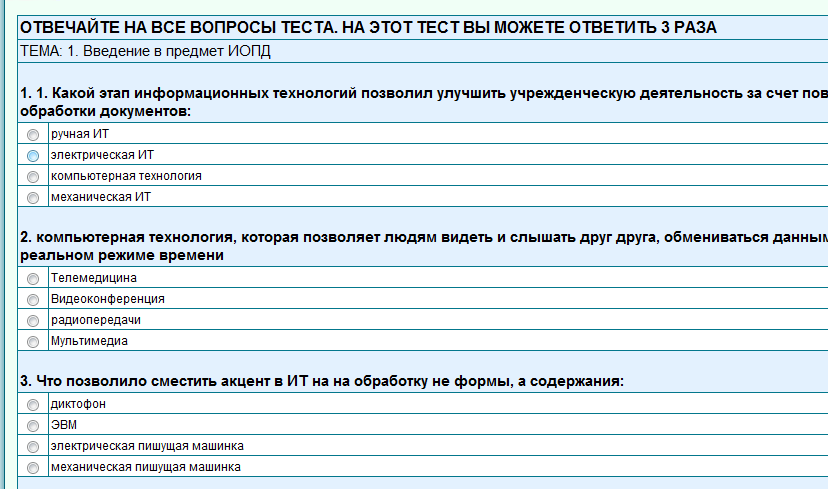 ОТВЕЧАЙТЕ НА ВСЕ ВОПРОСЫ ТЕСТА. НА ЭТОТ ТЕСТ ВЫ МОЖЕТЕ ОТВЕТИТЬ 3 РАЗА
ТЕМА: 1. Введение в предмет ИОПД
1. 1. Какой этап информационных технологий позволил улучшить учрежденческую деятельность за счет пов
обработки документов:
ручная ИТ
электрическая ИТ
компьютерная технология
механическая ИТ
2. компьютерная технология, которая позволяет людям видеть и слышать друг друга, обмениваться данным
реальном режиме времени
Телемедицина
Видеоконференция
радиопередачи
Мультимедиа
3. Что позволило сместить акцент в ИТ на на обработку не формы, а содержания:
диктофон
ЭВМ
электрическая пишущая машинка
механическая пишущая машинка